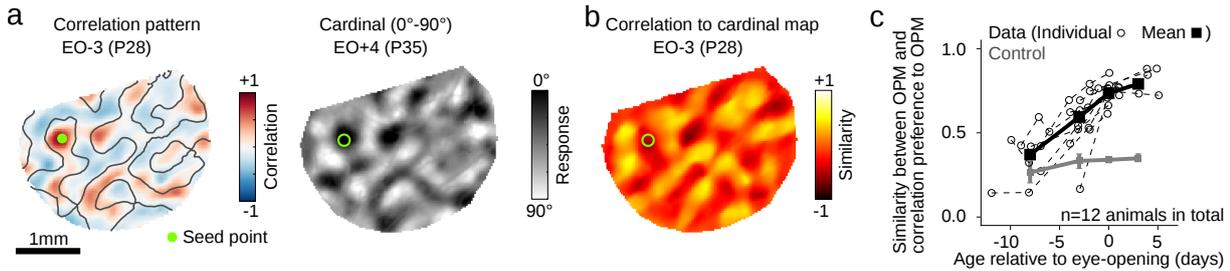 a
Correlation pattern
EO-3 (P28)
+1
Correlation
-1
1mm
Seed point
Cardinal (0°-90°)
EO+4 (P35)
0°
Response
90°
b
Correlation to cardinal map
EO-3 (P28)
+1
Similarity
-1
c
Similarity between OPM and
correlation preference to OPM
1.0
0.5
0.0
Data (Individual Mean )
Control
n=12 animals in total
-10 -5 0 5
Age relative to eye-opening (days)